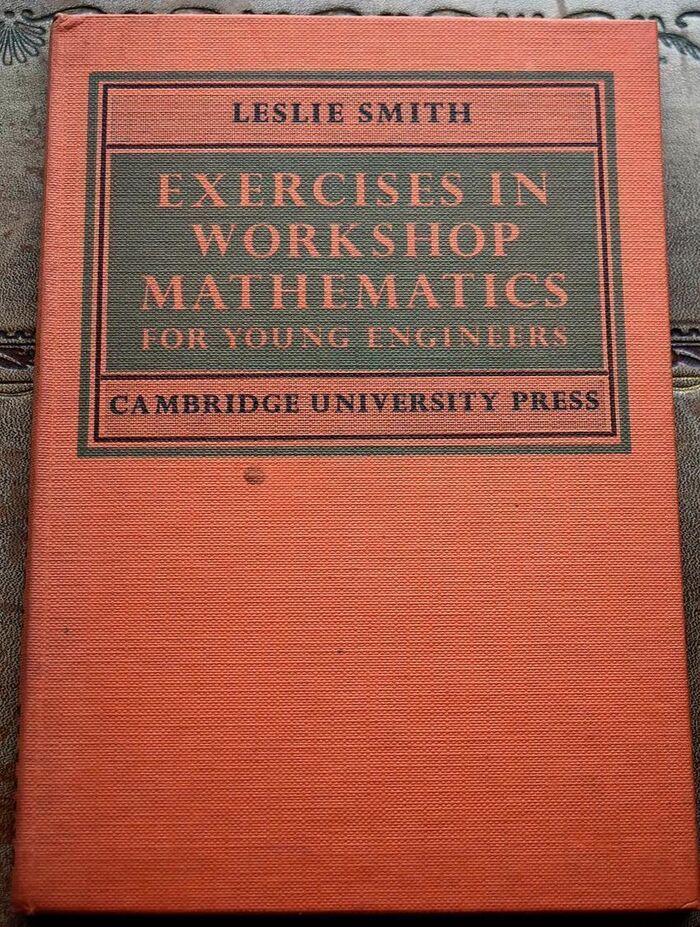 LESLIE SMITH
EXERCISES IN
WORKSHOP
MATHEMATICS
FOR YOUNG ENGINEERS
CAMBRIDGE UNIVERSITY PRESS